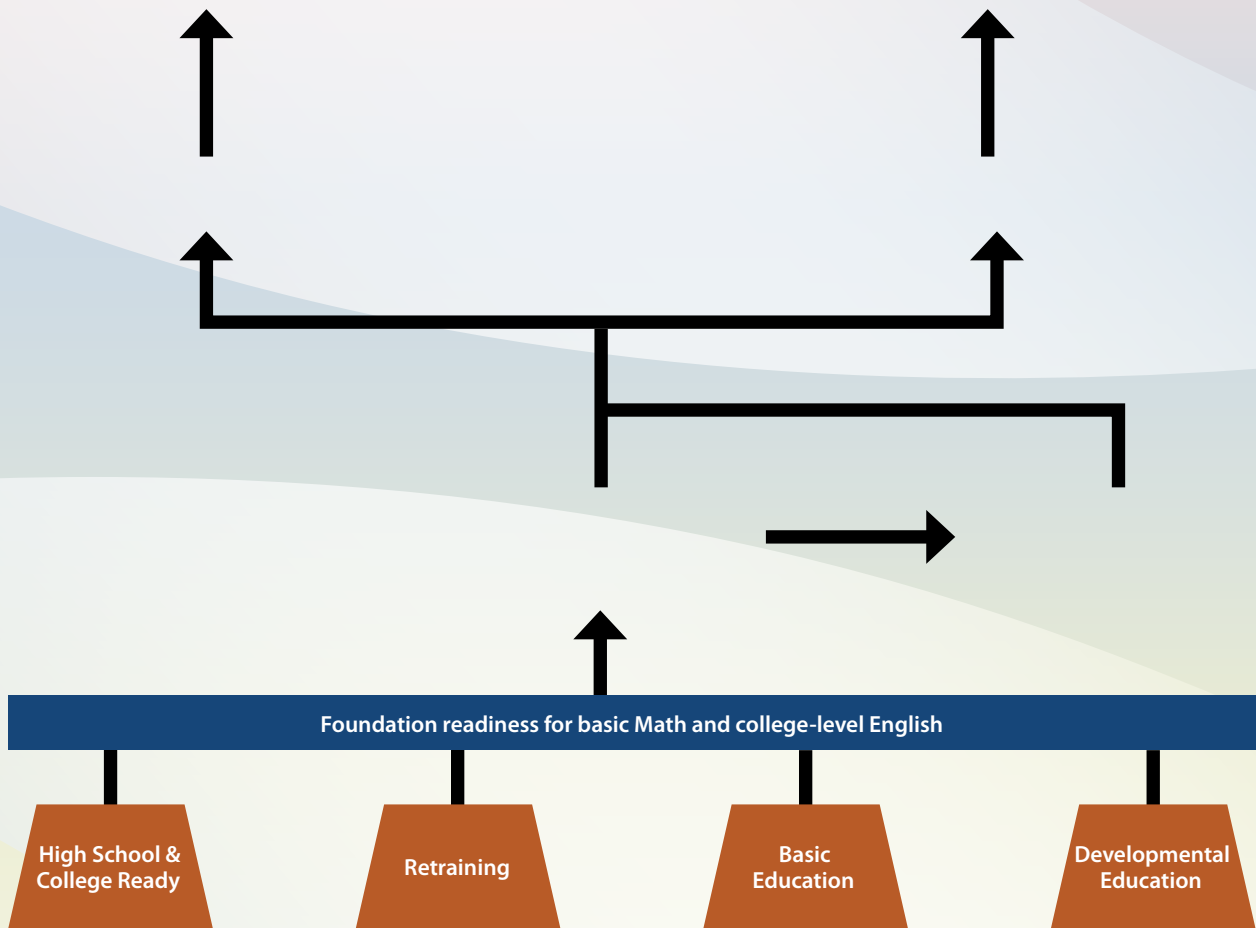 Foundation readiness for basic Math and college-level English
High School &
College Ready
Retraining
Basic
Education
Developmental
Education